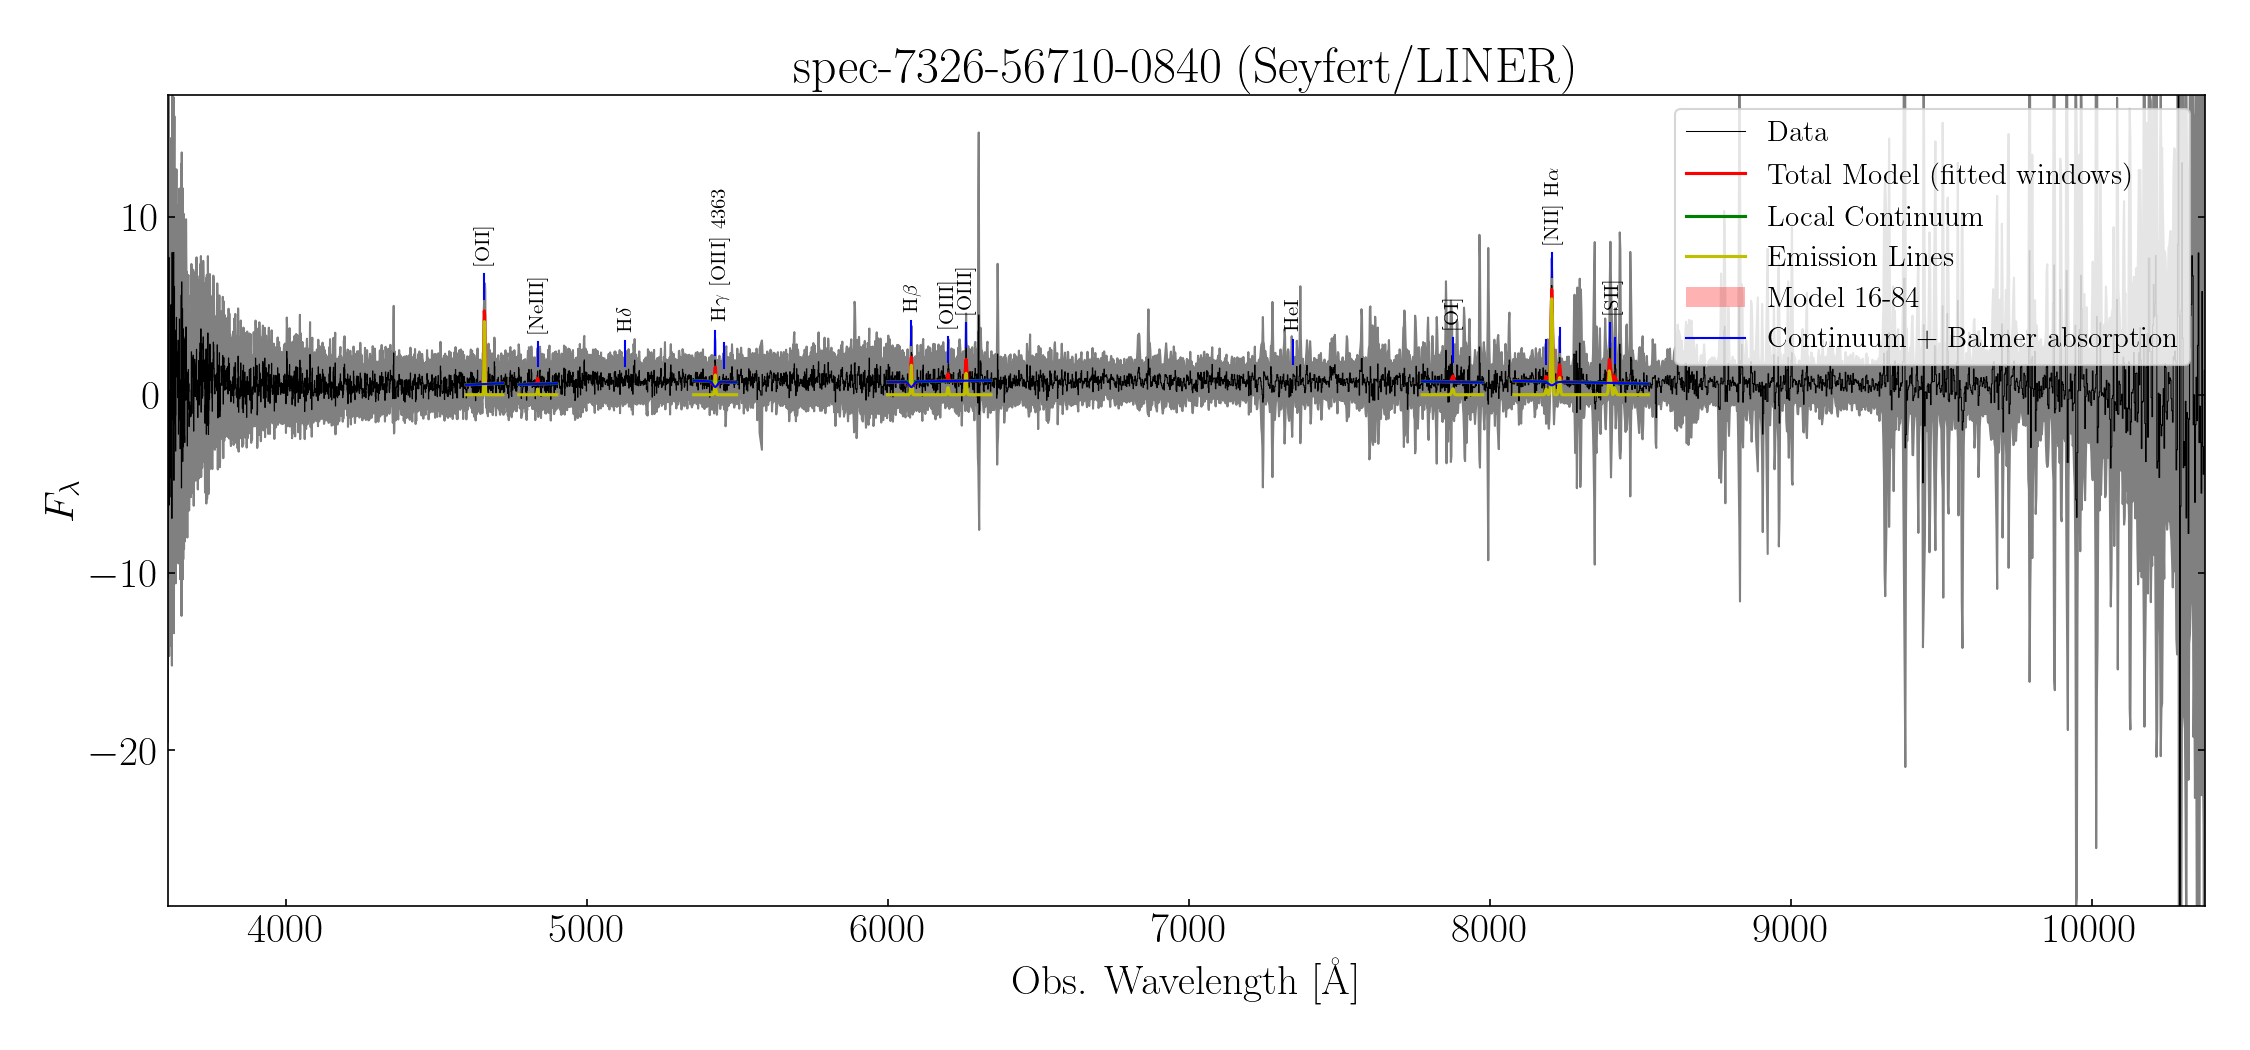 spec-7326-56710-0840 (Seyfert/LINER)
Data
Total Model (fitted windows)
Local Continuum
Emission Lines
Model 16-84
Continuum + Balmer absorption
[OII]
[NeIII]
Hδ
Hγ [OIII] 4363
Hβ
[OIII]
[OIII]
HeI
[OI]
[NII] Hα
[SII]
10
0
−10
−20
F_λ
4000
5000
6000
7000
8000
9000
10000
Obs. Wavelength [Å]